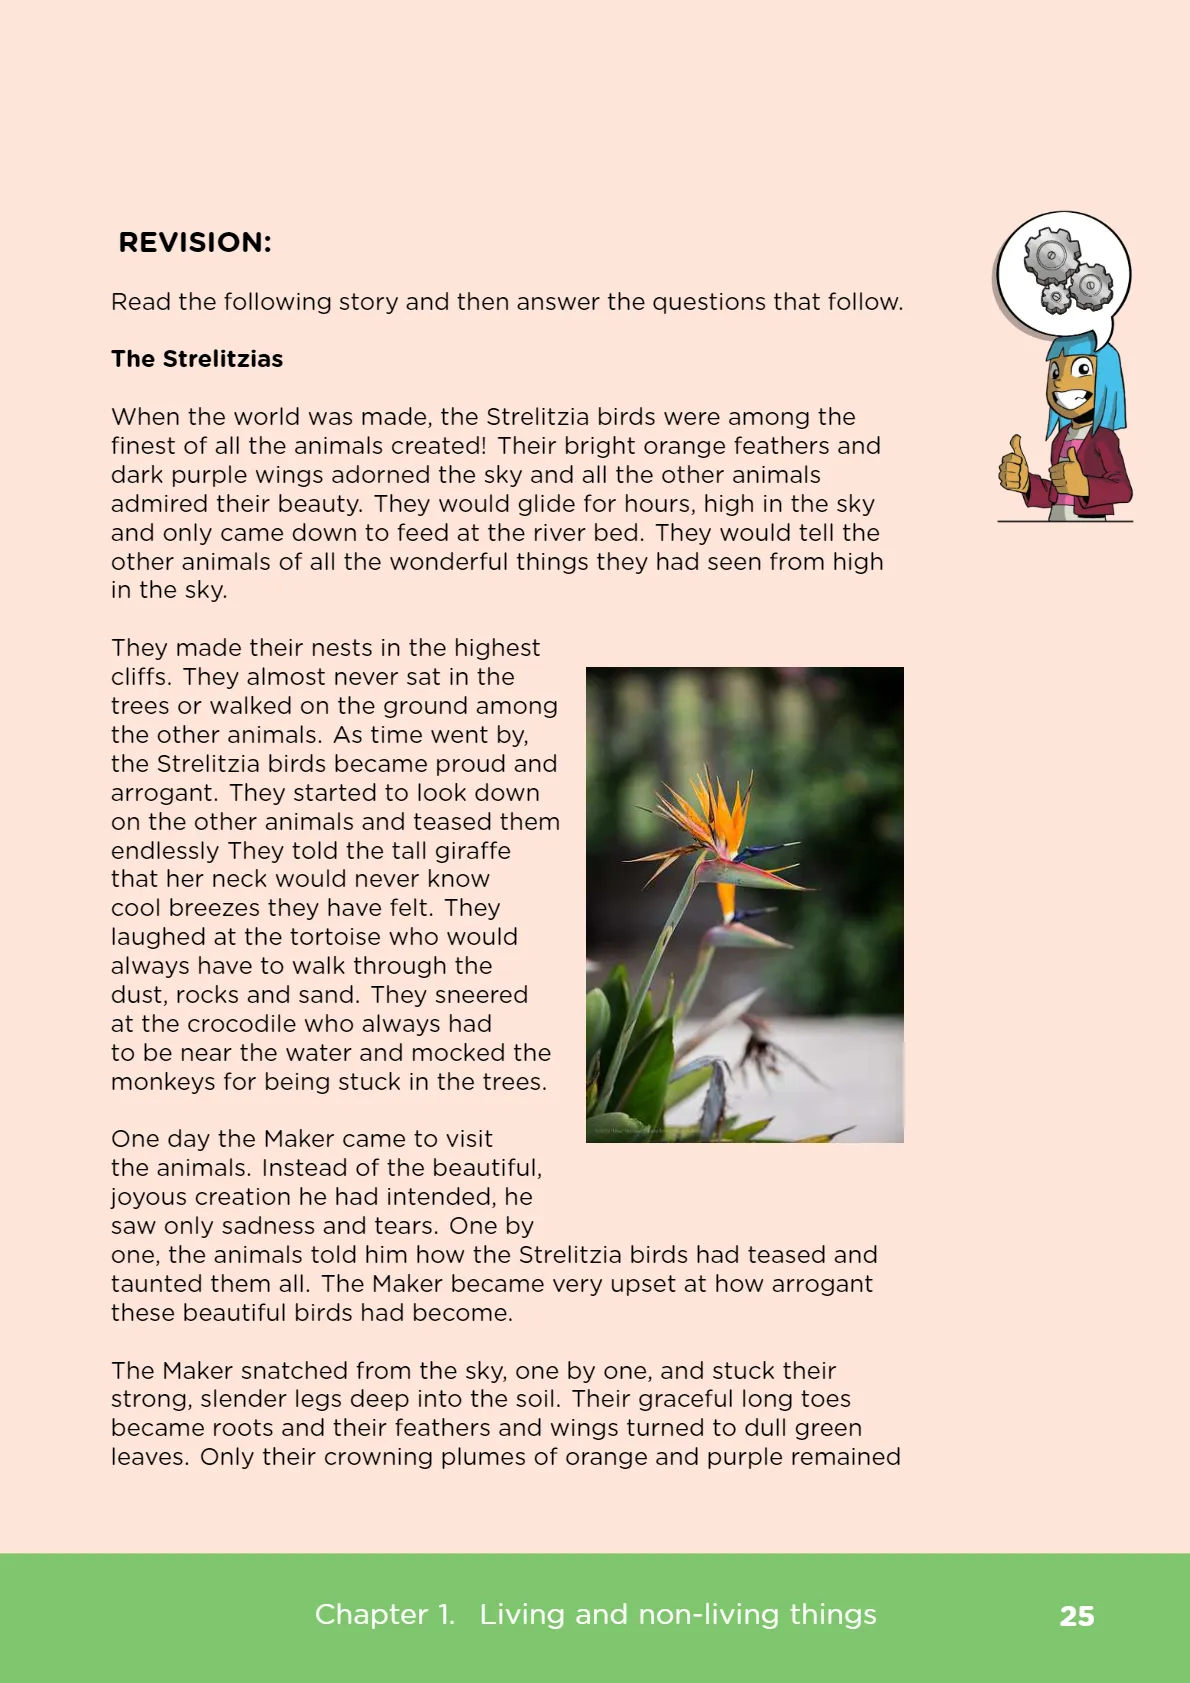 REVISION:
Read the following story and then answer the questions that follow.
The Strelitzias
When the world was made, the Strelitzia birds were among the
finest of all the animals created! Their bright orange feathers and
dark purple wings adorned the sky and all the other animals
admired their beauty. They would glide for hours, high in the sky
and only came down to feed at the river bed. They would tell the
other animals of all the wonderful things they had seen from high
in the sky.
They made their nests in the highest
cliffs. They almost never sat in the
trees or walked on the ground among
the other animals. As time went by,
the Strelitzia birds became proud and
arrogant. They started to look down
on the other animals and teased them
endlessly They told the tall giraffe
that her neck would never know
cool breezes they have felt. They
laughed at the tortoise who would
always have to walk through the
dust, rocks and sand. They sneered
at the crocodile who always had
to be near the water and mocked the
monkeys for being stuck in the trees.
One day the Maker came to visit
the animals. Instead of the beautiful,
joyous creation he had intended, he
saw only sadness and tears. One by
one, the animals told him how the Strelitzia birds had teased and
taunted them all. The Maker became very upset at how arrogant
these beautiful birds had become.
The Maker snatched from the sky, one by one, and stuck their
strong, slender legs deep into the soil. Their graceful long toes
became roots and their feathers and wings turned to dull green
leaves. Only their crowning plumes of orange and purple remained
Chapter 1. Living and non-living things
25